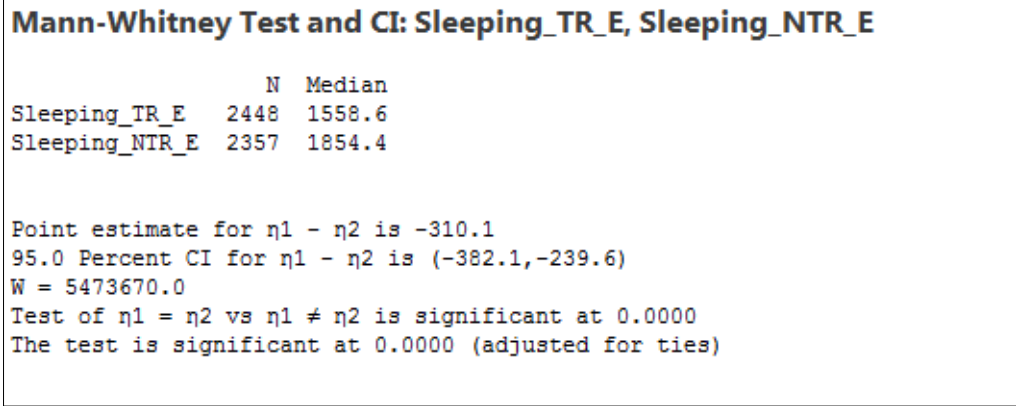 Mann-Whitney Test and CI: Sleeping_TR_E, Sleeping_NTR_E
N Median
Sleeping_TR_E 2448 1558.6
Sleeping_NTR_E 2357 1854.4
Point estimate for η1 - η2 is -310.1
95.0 Percent CI for η1 - η2 is (-382.1,-239.6)
W = 5473670.0
Test of η1 = η2 vs η1 ≠ η2 is significant at 0.0000
The test is significant at 0.0000 (adjusted for ties)